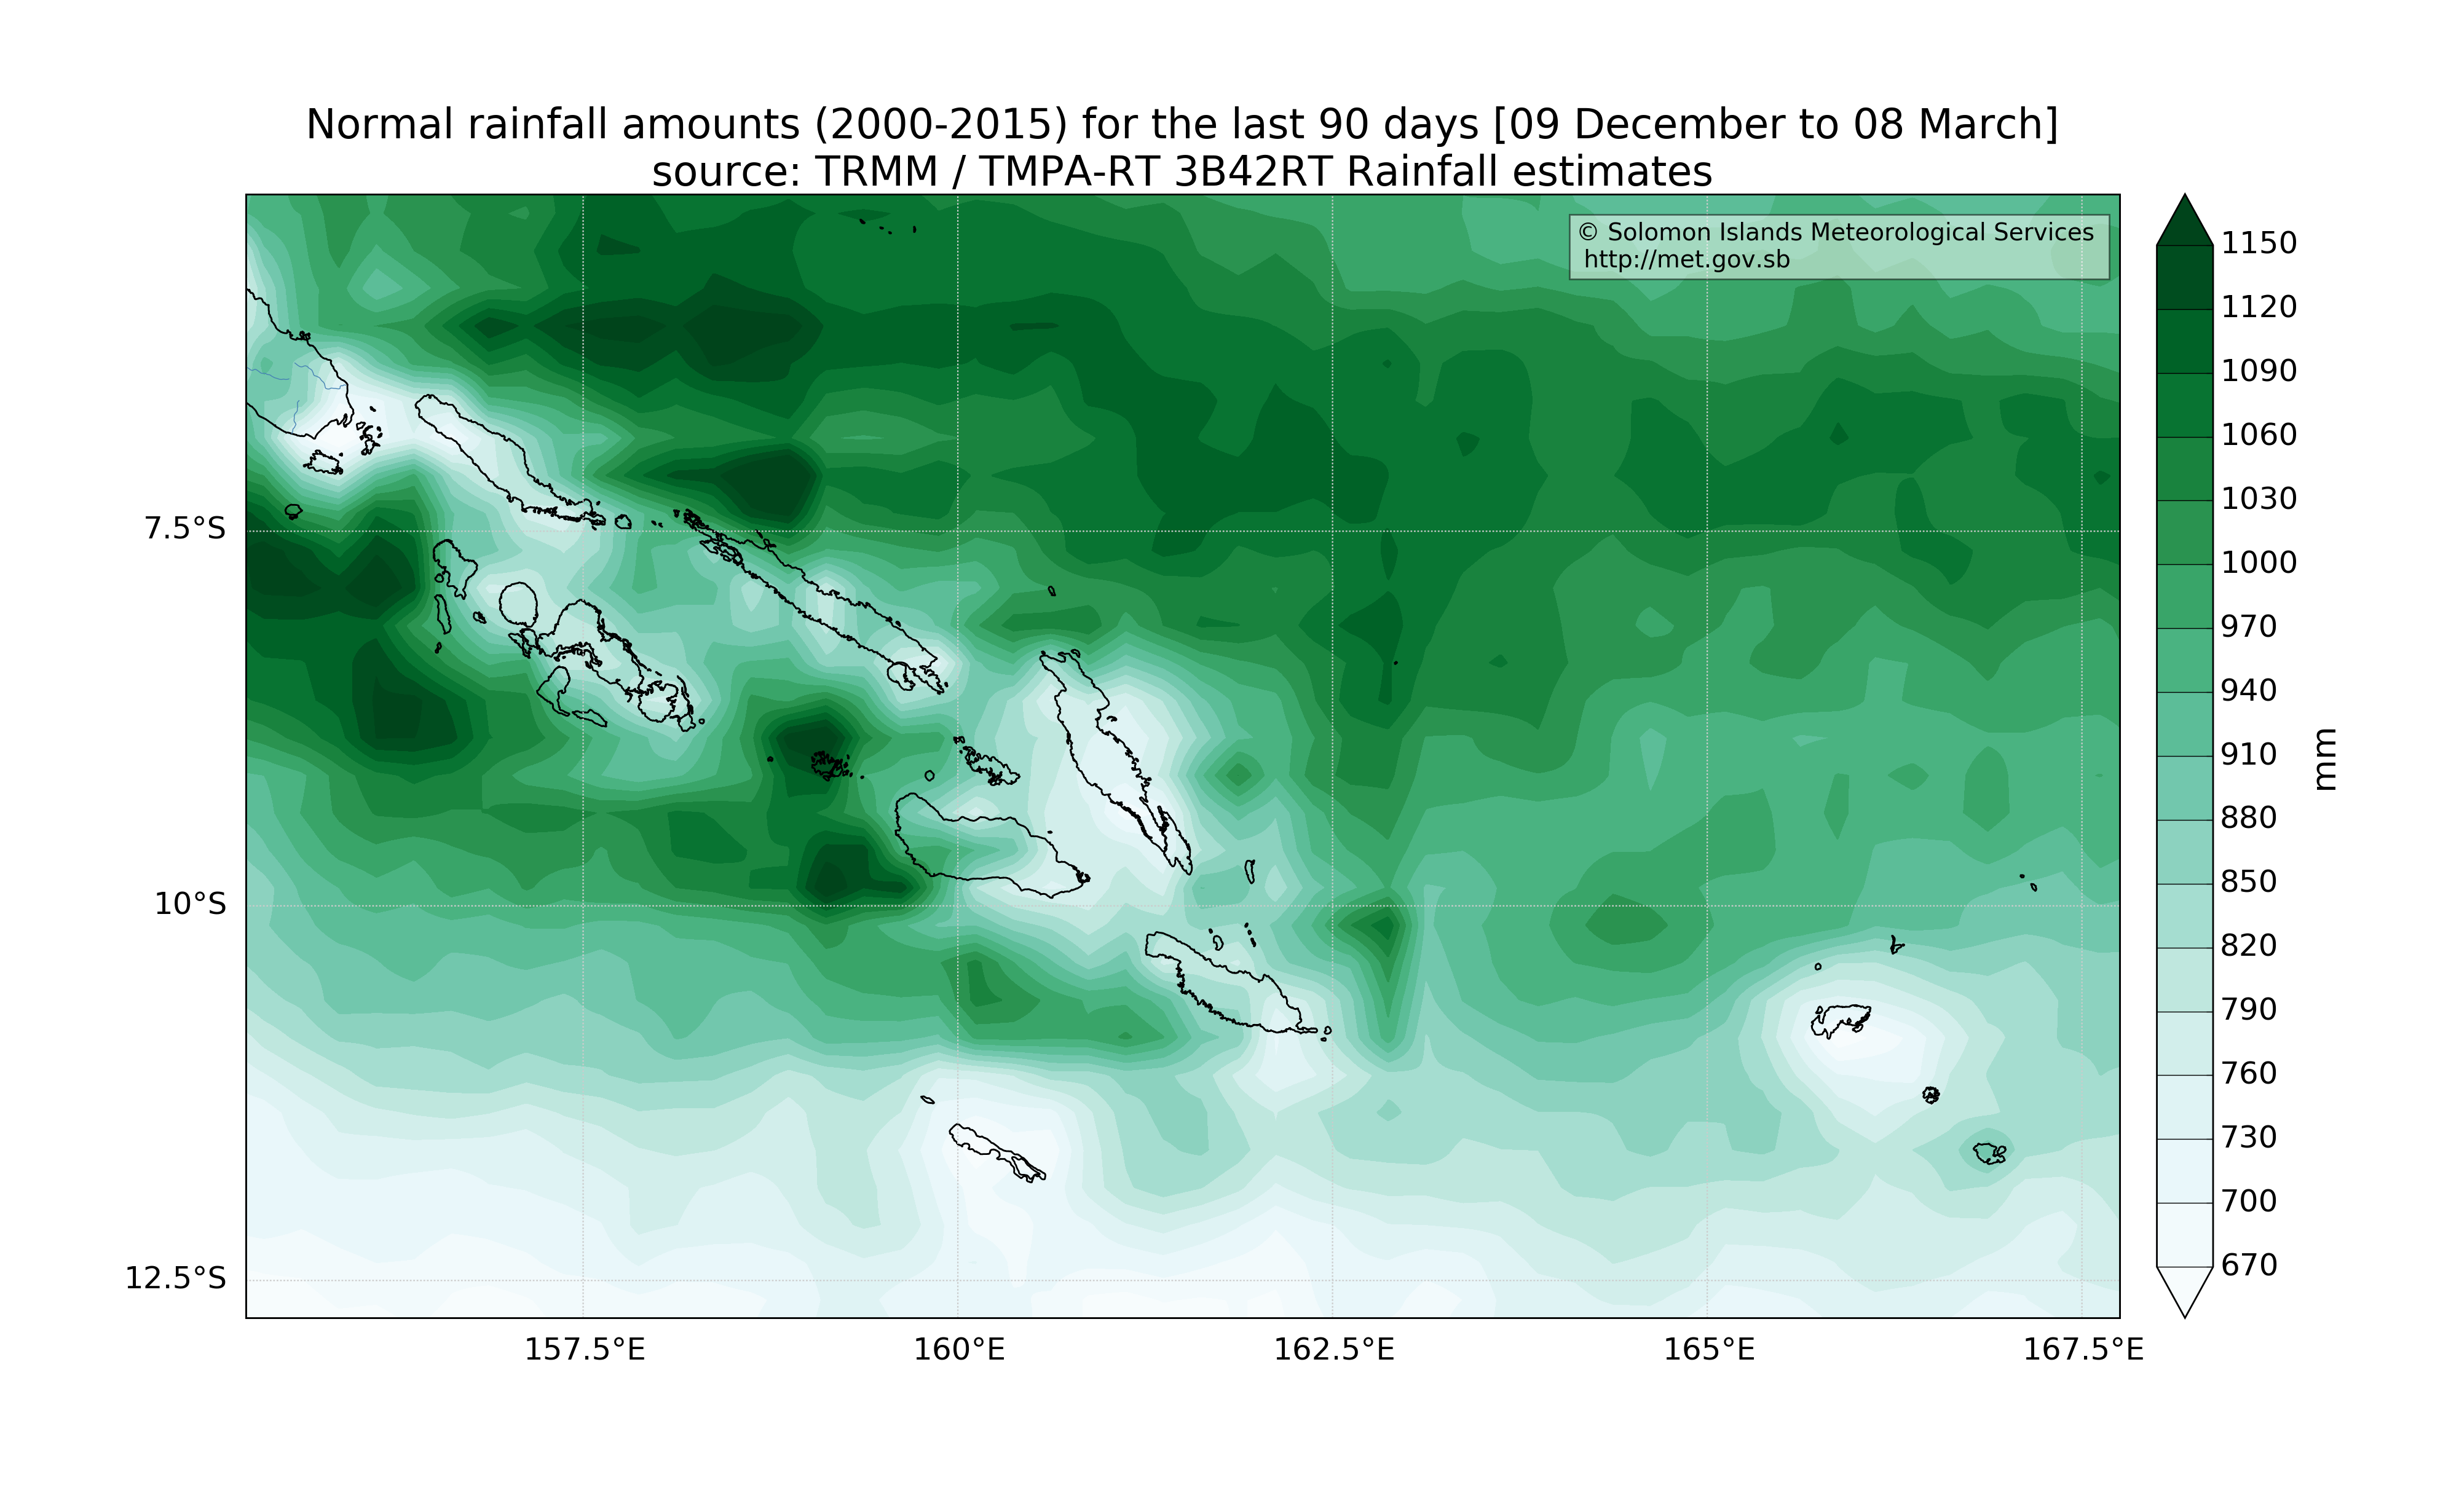 Normal rainfall amounts (2000-2015) for the last 90 days [09 December to 08 March]
source: TRMM / TMPA-RT 3B42RT Rainfall estimates
© Solomon Islands Meteorological Services
http://met.gov.sb
7.5°S
10°S
12.5°S
157.5°E
160°E
162.5°E
165°E
167.5°E
1150
1120
1090
1060
1030
1000
970
940
910
880
850
820
790
760
730
700
670
mm